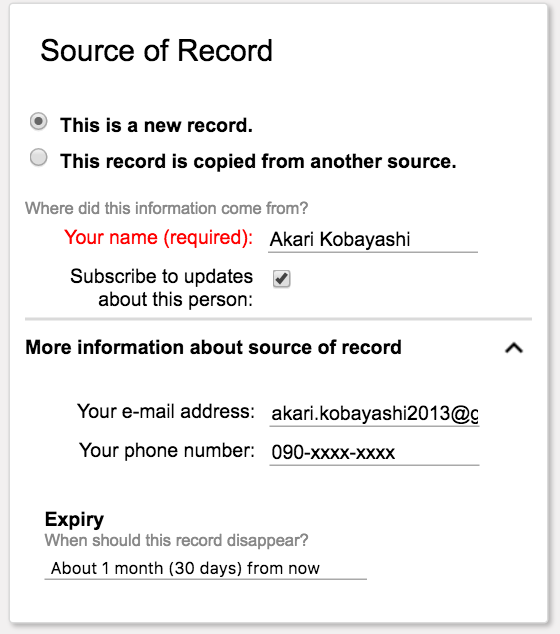 Source of Record
This is a new record.
This record is copied from another source.
Where did this information come from?
Your name (required): Akari Kobayashi
Subscribe to updates
about this person:
More information about source of record
Your e-mail address: akari.kobayashi2013@g
Your phone number: 090-xxxx-xxxx
Expiry
When should this record disappear?
About 1 month (30 days) from now